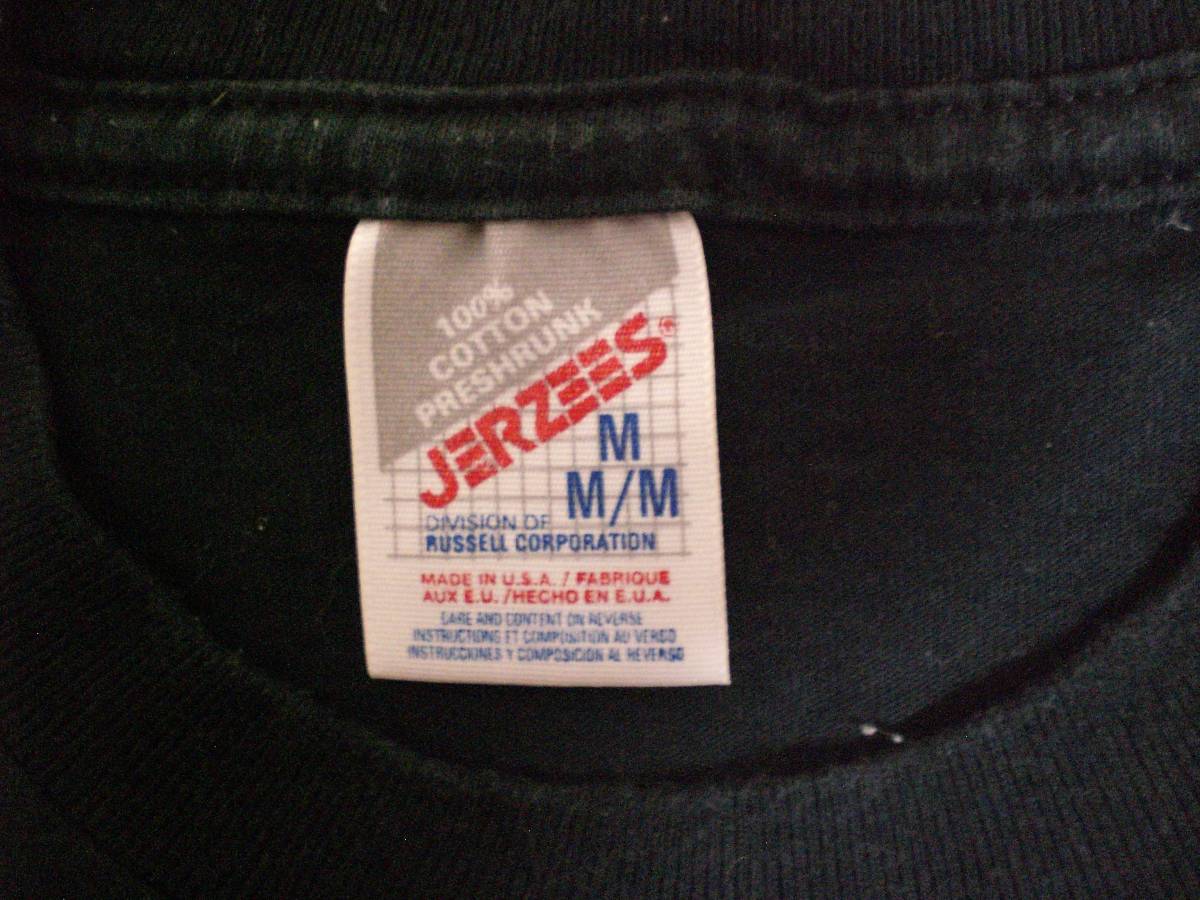 100%
COTTON
PRESHRUNK
JERZEES®
M
M/M
DIVISION OF
RUSSELL CORPORATION
MADE IN U.S.A. / FABRIQUE
AUX E.U. /HECHO EN E.U.A.
CARE AND CONTENT ON REVERSE
INSTRUCTIONS ET COMPOSITION AU VERSO
INSTRUCCIONES Y COMPOSICION AL REVERSO